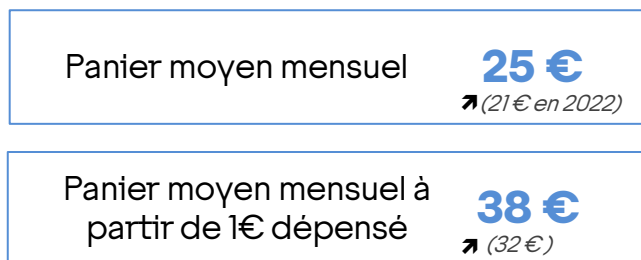 Panier moyen mensuel
25 €
↗ (21 € en 2022)
Panier moyen mensuel à
partir de 1€ dépensé
38 €
↗ (32 €)